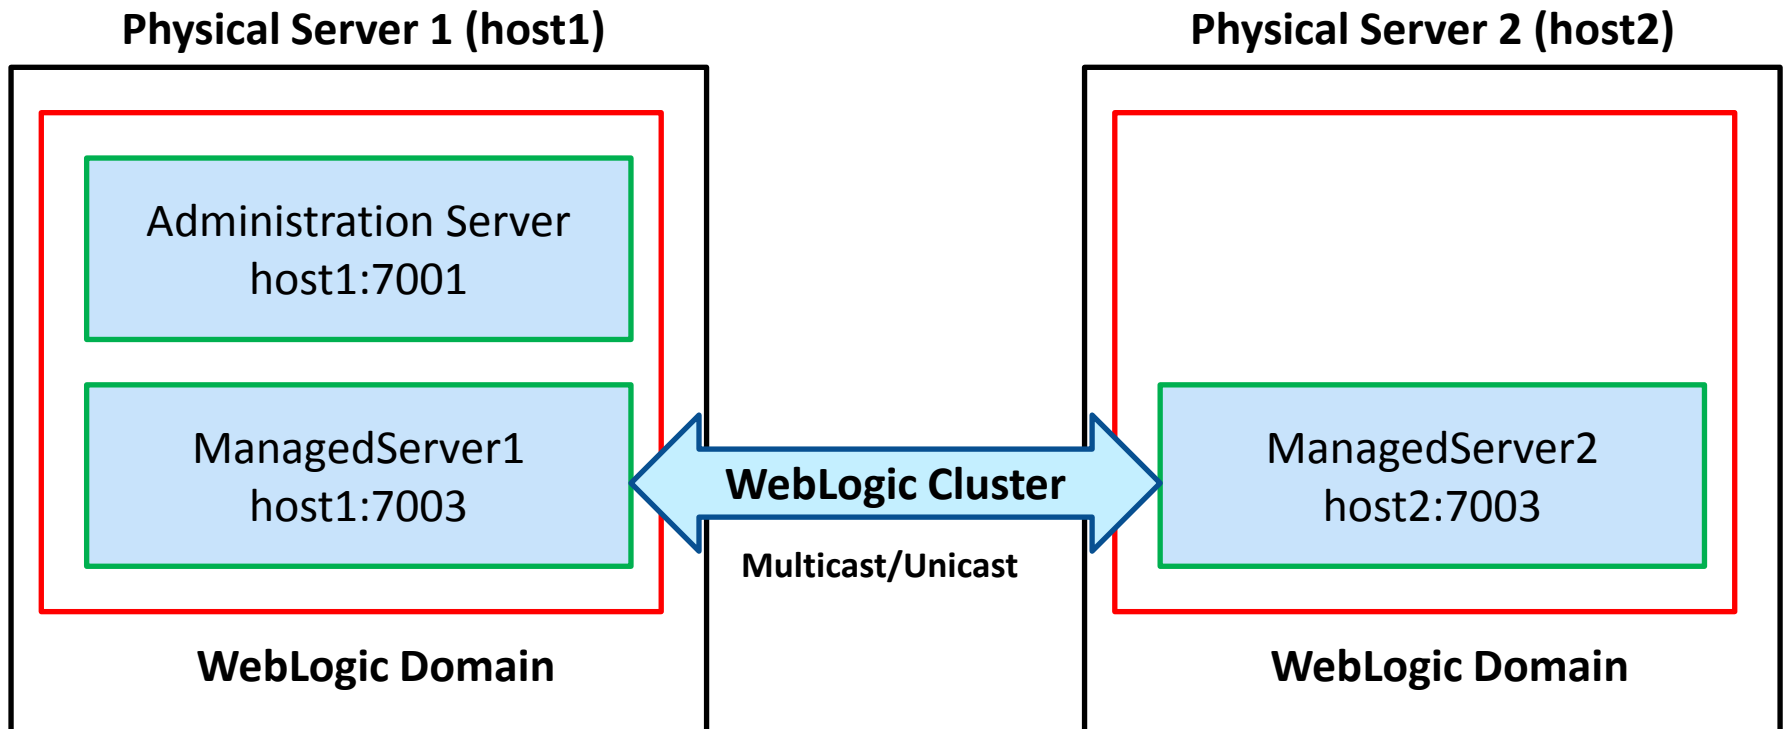 Physical Server 1 (host1)
Physical Server 2 (host2)
Administration Server
host1:7001
ManagedServer1
host1:7003
WebLogic Cluster
Multicast/Unicast
ManagedServer2
host2:7003
WebLogic Domain
WebLogic Domain